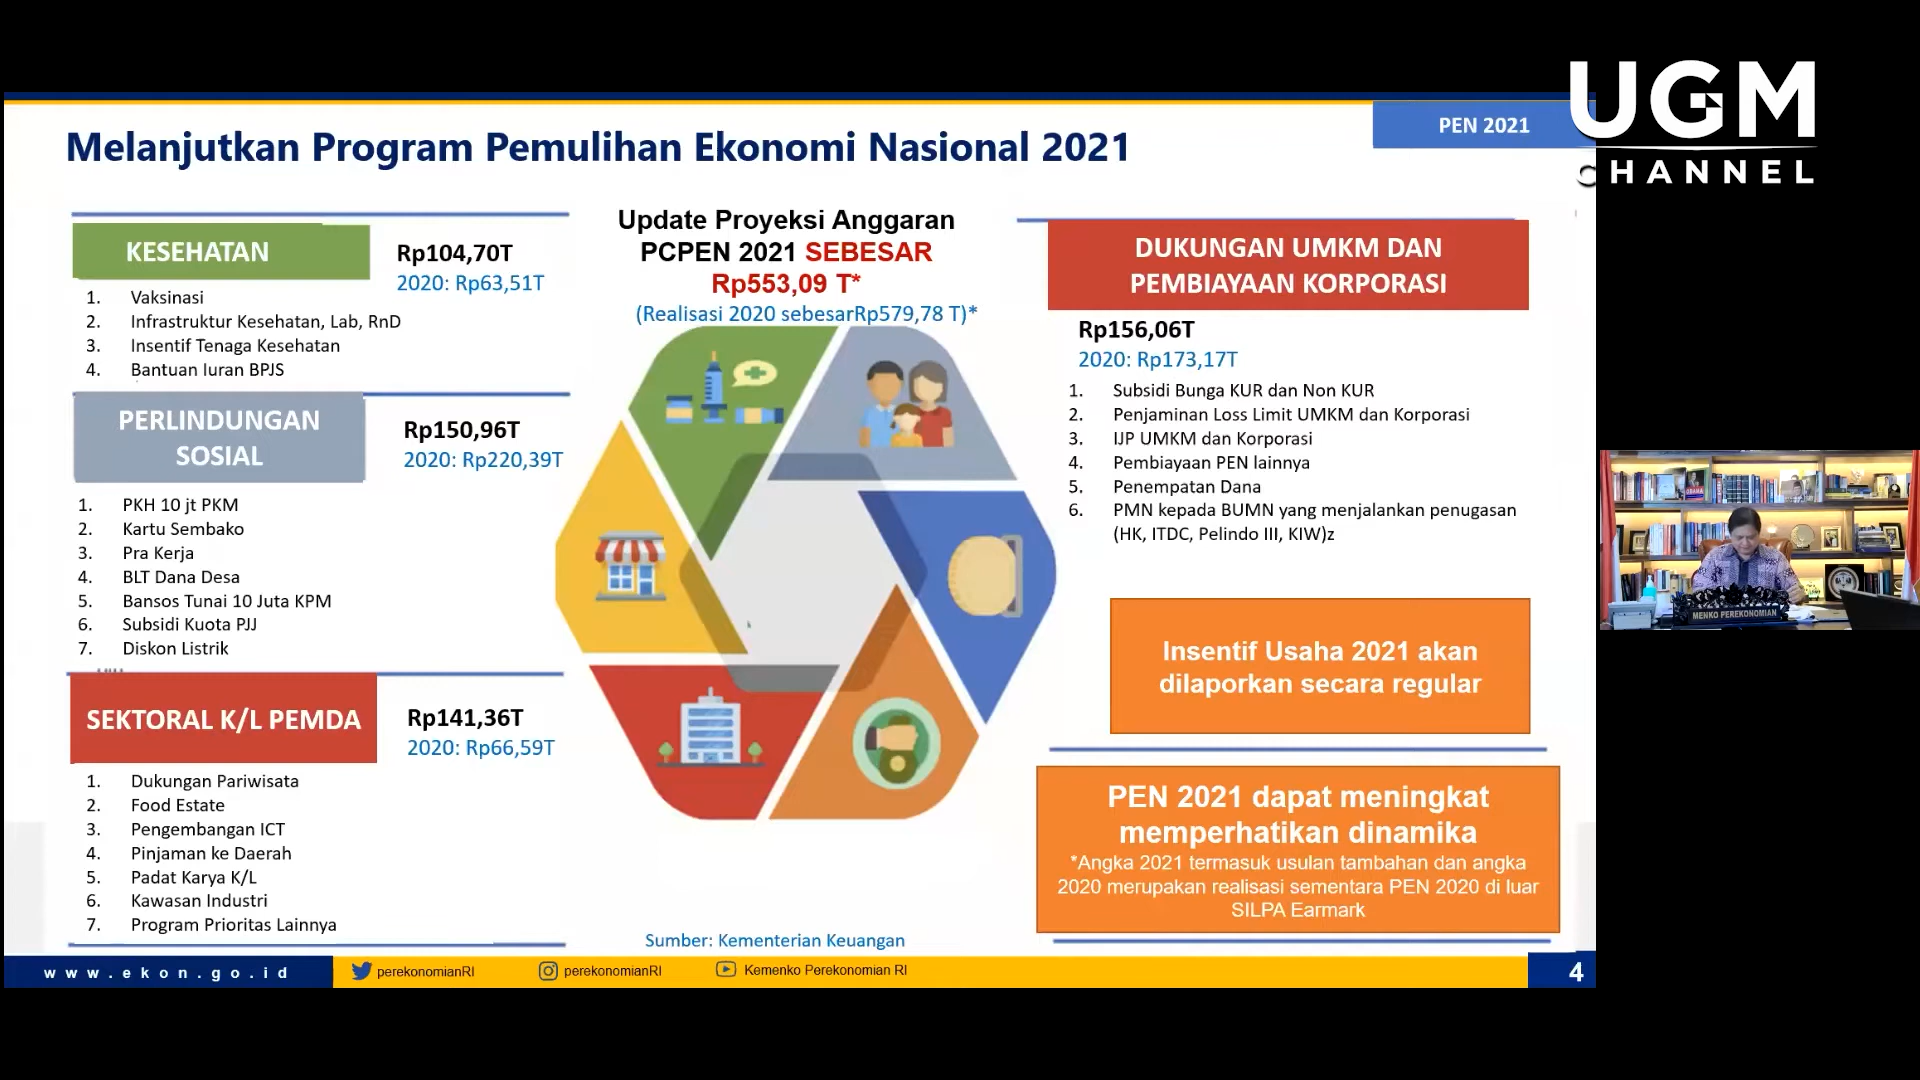 UGM
CHANNEL
PEN 2021
Melanjutkan Program Pemulihan Ekonomi Nasional 2021
KESEHATAN
Rp104,70T
2020: Rp63,51T
1. Vaksinasi
2. Infrastruktur Kesehatan, Lab, RnD
3. Insentif Tenaga Kesehatan
4. Bantuan Iuran BPJS
PERLINDUNGAN
SOSIAL
Rp150,96T
2020: Rp220,39T
1. PKH 10 jt PKM
2. Kartu Sembako
3. Pra Kerja
4. BLT Dana Desa
5. Bansos Tunai 10 Juta KPM
6. Subsidi Kuota PJJ
7. Diskon Listrik
SEKTORAL K/L PEMDA
Rp141,36T
2020: Rp66,59T
1. Dukungan Pariwisata
2. Food Estate
3. Pengembangan ICT
4. Pinjaman ke Daerah
5. Padat Karya K/L
6. Kawasan Industri
7. Program Prioritas Lainnya
Update Proyeksi Anggaran
PCPEN 2021 SEBESAR
Rp553,09 T*
(Realisasi 2020 sebesarRp579,78 T)*
Sumber: Kementerian Keuangan
DUKUNGAN UMKM DAN
PEMBIAYAAN KORPORASI
Rp156,06T
2020: Rp173,17T
1. Subsidi Bunga KUR dan Non KUR
2. Penjaminan Loss Limit UMKM dan Korporasi
3. IJP UMKM dan Korporasi
4. Pembiayaan PEN lainnya
5. Penempatan Dana
6. PMN kepada BUMN yang menjalankan penugasan
(HK, ITDC, Pelindo III, KIW)z
Insentif Usaha 2021 akan
dilaporkan secara regular
PEN 2021 dapat meningkat
memperhatikan dinamika
*Angka 2021 termasuk usulan tambahan dan angka
2020 merupakan realisasi sementara PEN 2020 di luar
SILPA Earmark
MENKO PEREKONOMIAN
www.ekon.go.id
perekonomianRI
perekonomianRI
Kemenko Perekonomian RI
4